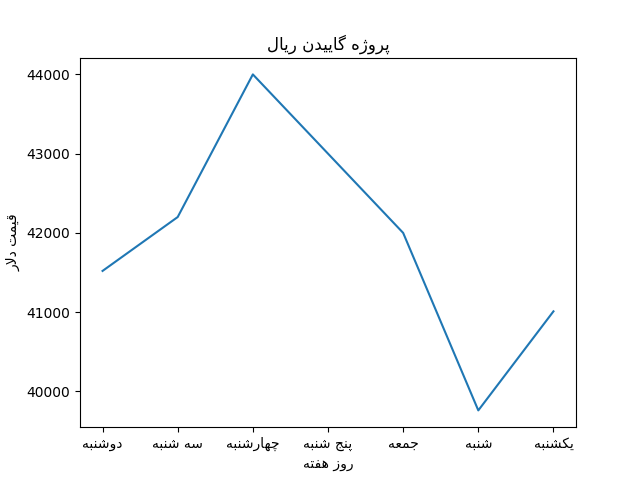 پروژه گاییدن ریال
44000
43000
42000
41000
40000
قیمت دلار
دوشنبه
سه شنبه
چهارشنبه
پنج شنبه
جمعه
شنبه
یکشنبه
روز هفته